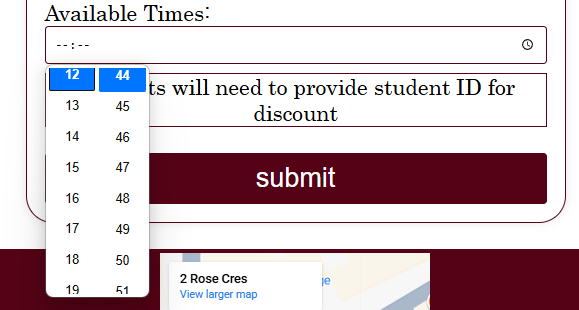 Available Times:
--:--
12 44
13 45
14 46
15 47
16 48
17 49
18 50
19 51
will need to provide student ID for
discount
submit
2 Rose Cres
View larger map